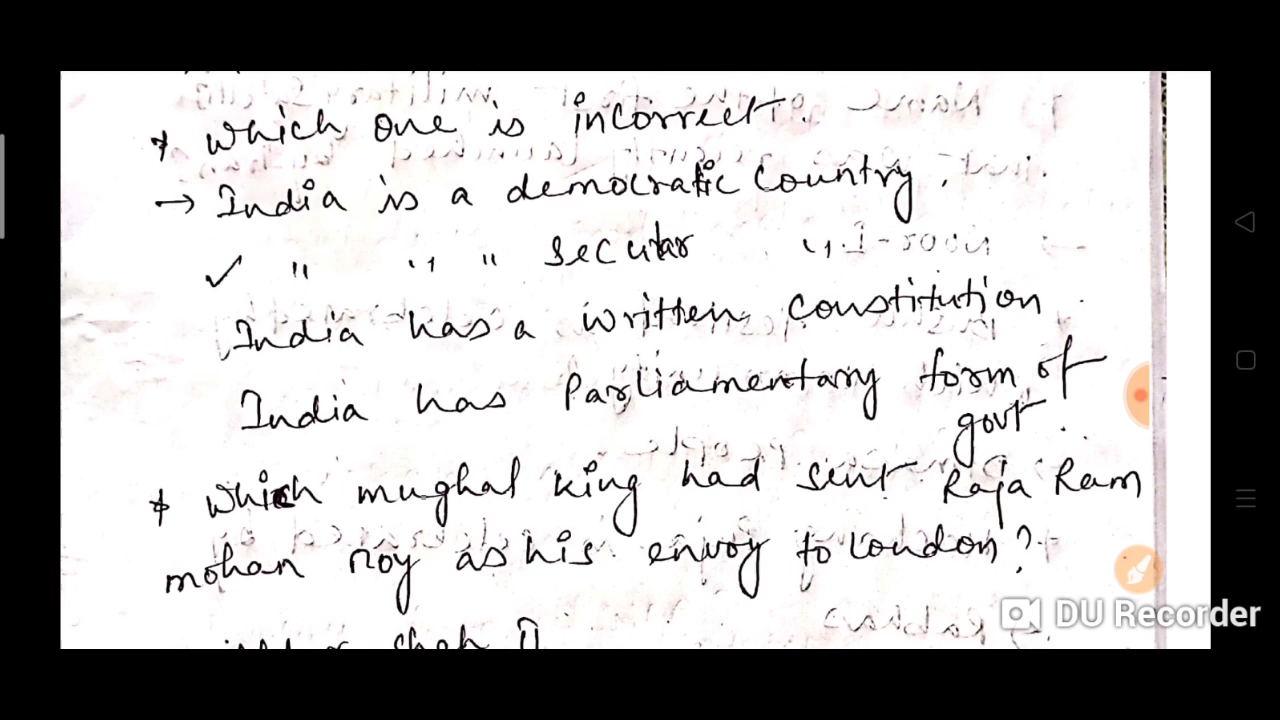 * which one is incorrect.
→ India is a democratic country.
✓ " " " secular "
India has a written constitution
India has Parliamentary form of
govt.
* which mughal king had sent Raja Ram
mohan roy as his envoy to London?
DU Recorder